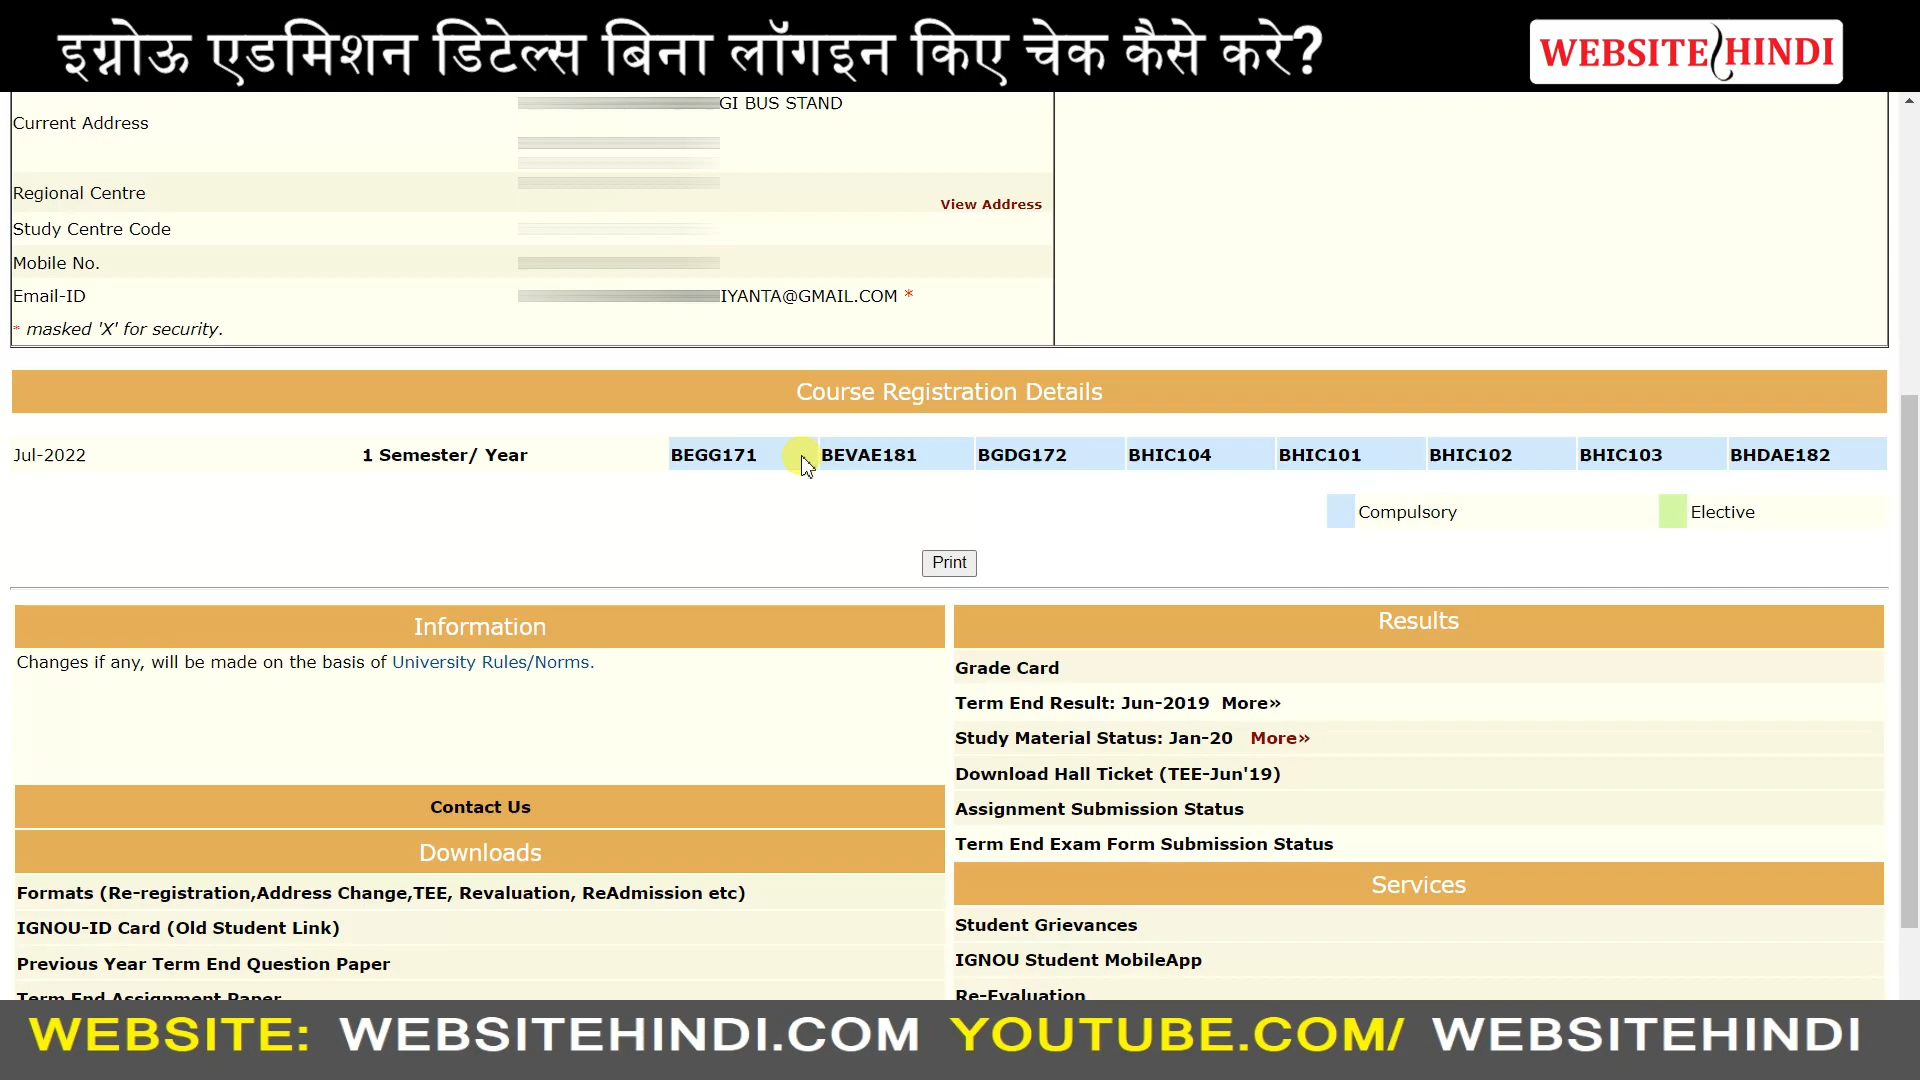 इग्नोऊ एडमिशन डिटेल्स बिना लॉगइन किए चेक कैसे करे?
WEBSITE HINDI
GI BUS STAND
Current Address
Regional Centre
View Address
Study Centre Code
Mobile No.
Email-ID IYANTA@GMAIL.COM *
* masked 'X' for security.
Course Registration Details
Jul-2022 1 Semester/ Year BEGG171 BEVAE181 BGDG172 BHIC104 BHIC101 BHIC102 BHIC103 BHDAE182
Compulsory Elective
Print
Information
Changes if any, will be made on the basis of University Rules/Norms.
Contact Us
Downloads
Formats (Re-registration,Address Change,TEE, Revaluation, ReAdmission etc)
IGNOU-ID Card (Old Student Link)
Previous Year Term End Question Paper
Term End Assignment Paper
Results
Grade Card
Term End Result: Jun-2019 More»
Study Material Status: Jan-20 More»
Download Hall Ticket (TEE-Jun'19)
Assignment Submission Status
Term End Exam Form Submission Status
Services
Student Grievances
IGNOU Student MobileApp
Re-Evaluation
WEBSITE: WEBSITEHINDI.COM YOUTUBE.COM/ WEBSITEHINDI